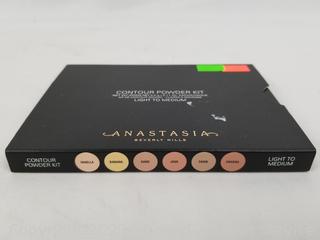 CONTOUR POWDER KIT
LIGHT TO MEDIUM
ANASTASIA
BEVERLY HILLS
CONTOUR
POWDER KIT
VANILLA
BANANA
SAND
JAVA
FAWN
LIGHT TO
MEDIUM